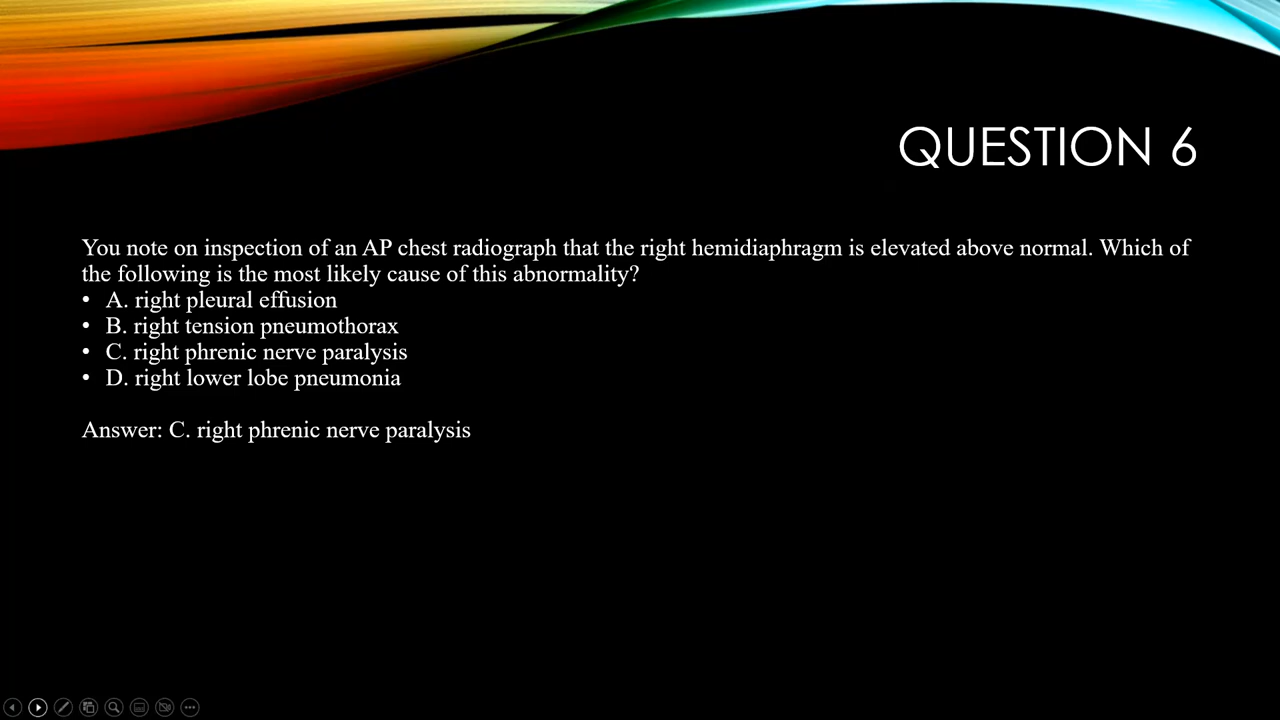 QUESTION 6
You note on inspection of an AP chest radiograph that the right hemidiaphragm is elevated above normal. Which of
the following is the most likely cause of this abnormality?
• A. right pleural effusion
• B. right tension pneumothorax
• C. right phrenic nerve paralysis
• D. right lower lobe pneumonia
Answer: C. right phrenic nerve paralysis